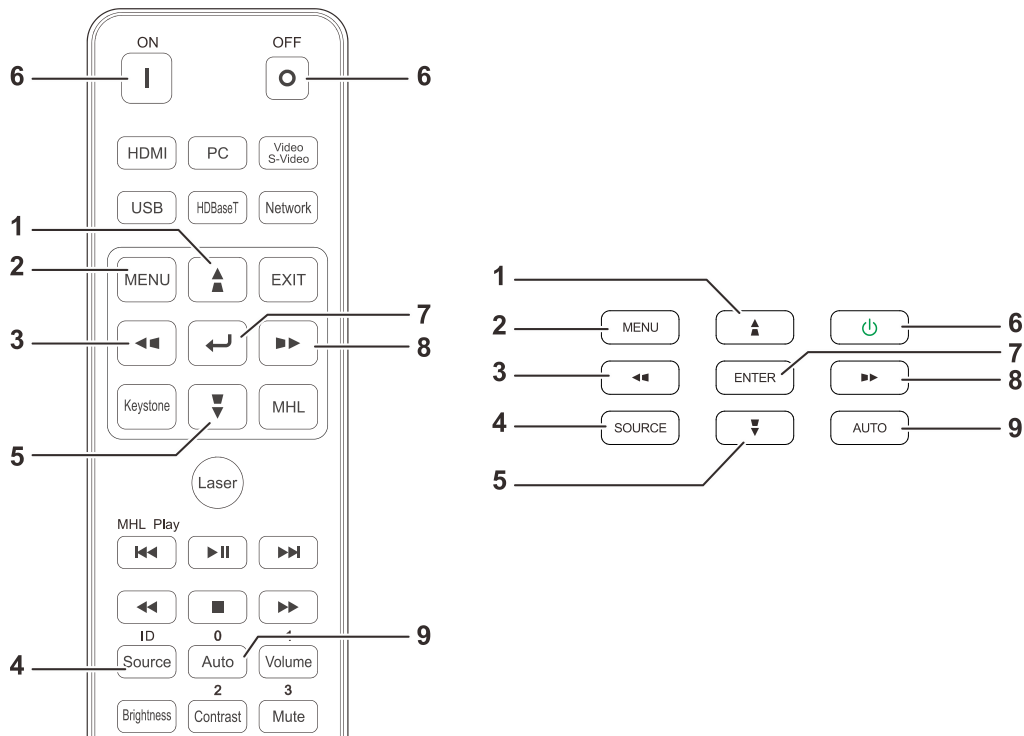 ON OFF
6 6
HDMI PC Video
S-Video
USB HDBaseT Network
1
2 MENU EXIT
7
3 8
Keystone MHL
5
Laser
MHL Play
ID 0
9
4 Source Auto Volume
2 3
Brightness Contrast Mute
1
2 MENU 6
7
3 ENTER 8
4 SOURCE AUTO 9
5